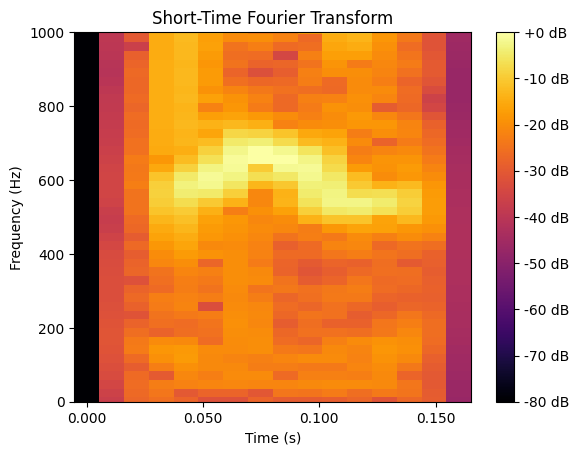 Short-Time Fourier Transform
1000
800
600
400
200
0
Frequency (Hz)
0.000
0.050
0.100
0.150
Time (s)
+0 dB
-10 dB
-20 dB
-30 dB
-40 dB
-50 dB
-60 dB
-70 dB
-80 dB